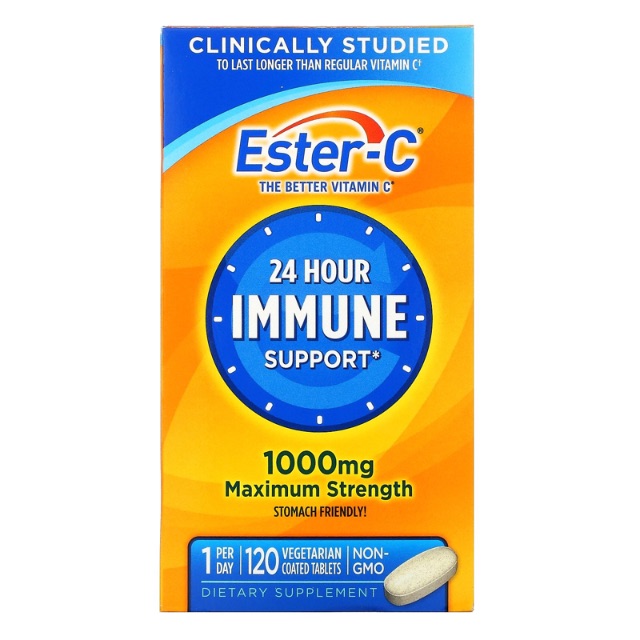 CLINICALLY STUDIED
TO LAST LONGER THAN REGULAR VITAMIN C†
Ester-C®
THE BETTER VITAMIN C®
24 HOUR
IMMUNE
SUPPORT*
1000mg
Maximum Strength
STOMACH FRIENDLY!
1 PER DAY | 120 VEGETARIAN COATED TABLETS | NON-GMO
DIETARY SUPPLEMENT